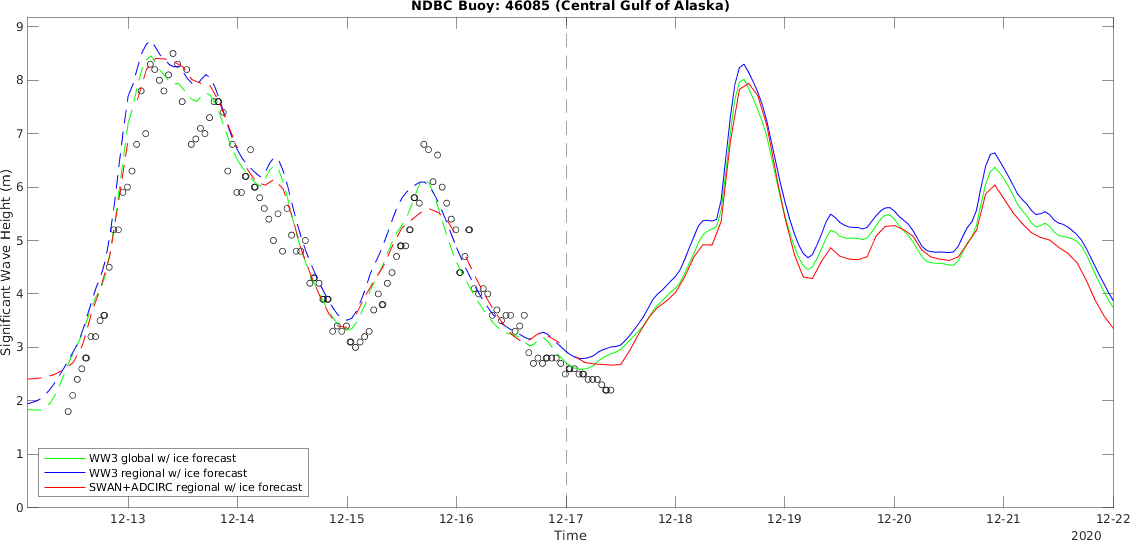 NDBC Buoy: 46085 (Central Gulf of Alaska)
9
8
7
6
5
4
3
2
1
0
Significant Wave Height (m)
WW3 global w/ ice forecast
WW3 regional w/ ice forecast
SWAN+ADCIRC regional w/ ice forecast
12-13 12-14 12-15 12-16 12-17 12-18 12-19 12-20 12-21 12-22
Time
2020